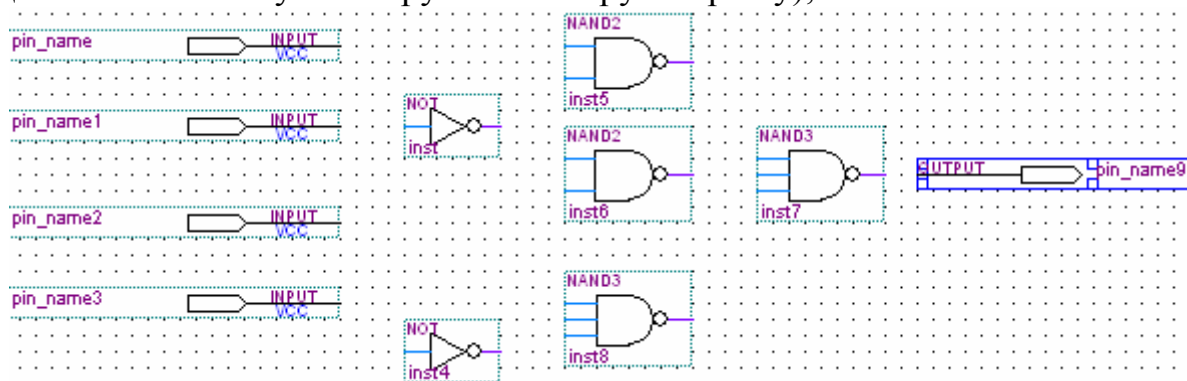 pin_name
INPUT
VCC
NAND2
inst5
pin_name1
INPUT
VCC
NOT
inst
NAND2
inst6
NAND3
inst7
UTPUT
pin_name9
pin_name2
INPUT
VCC
pin_name3
INPUT
VCC
NOT
inst4
NAND3
inst8